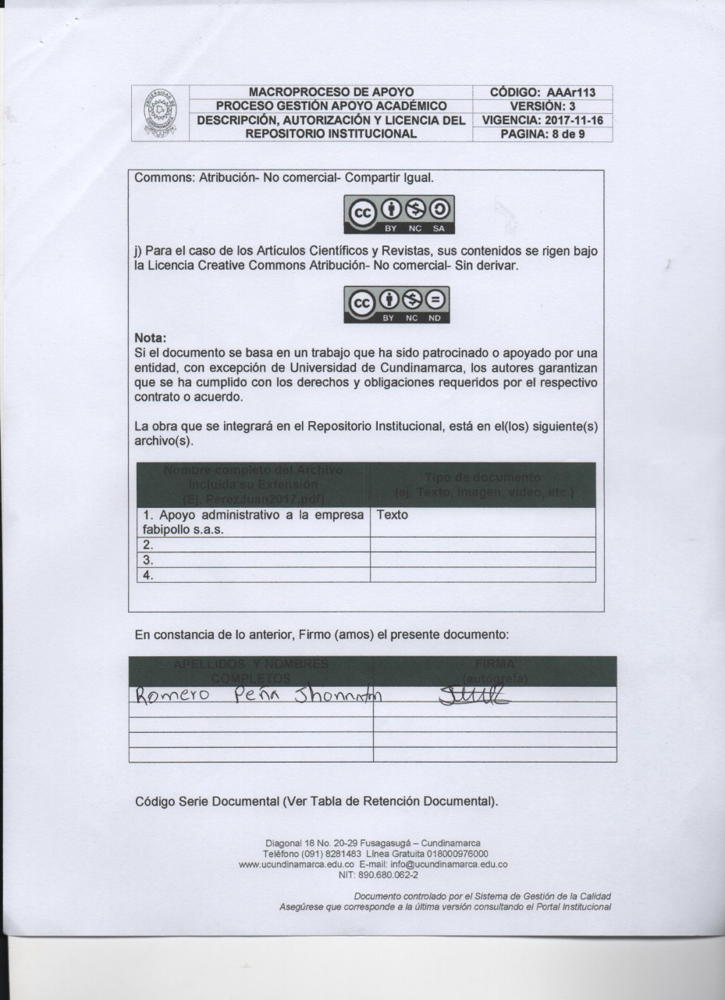 UNIVERSIDAD DE CUNDINAMARCA
MACROPROCESO DE APOYO
CÓDIGO: AAAr113
PROCESO GESTIÓN APOYO ACADÉMICO
VERSIÓN: 3
DESCRIPCIÓN, AUTORIZACIÓN Y LICENCIA DEL
REPOSITORIO INSTITUCIONAL
VIGENCIA: 2017-11-16
PAGINA: 8 de 9
Commons: Atribución- No comercial- Compartir Igual.
cc
BY NC SA
j) Para el caso de los Artículos Científicos y Revistas, sus contenidos se rigen bajo
la Licencia Creative Commons Atribución- No comercial- Sin derivar.
cc
BY NC ND
Nota:
Si el documento se basa en un trabajo que ha sido patrocinado o apoyado por una
entidad, con excepción de Universidad de Cundinamarca, los autores garantizan
que se ha cumplido con los derechos y obligaciones requeridos por el respectivo
contrato o acuerdo.
La obra que se integrará en el Repositorio Institucional, está en el(los) siguiente(s)
archivo(s).
Nombre completo del Archivo
Incluida su Extensión
(Ej. PerezJuan2017.pdf)
Tipo de documento
(ej. Texto, imagen, video, etc.)
1. Apoyo administrativo a la empresa
fabipollo s.a.s.
Texto
2.
3.
4.
En constancia de lo anterior, Firmo (amos) el presente documento:
APELLIDOS Y NOMBRES
COMPLETOS
FIRMA
(autógrafa)
Romero Peña Jhonnatan
Código Serie Documental (Ver Tabla de Retención Documental).
Diagonal 18 No. 20-29 Fusagasugá – Cundinamarca
Teléfono (091) 8281483 Línea Gratuita 018000976000
www.ucundinamarca.edu.co E-mail: info@ucundinamarca.edu.co
NIT: 890.680.062-2
Documento controlado por el Sistema de Gestión de la Calidad
Asegúrese que corresponde a la última versión consultando el Portal Institucional